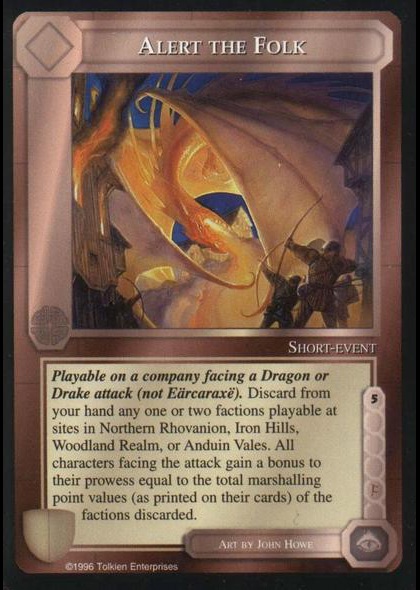 ALERT THE FOLK
SHORT-EVENT
Playable on a company facing a Dragon or
Drake attack (not Eärcaraxë). Discard from
your hand any one or two factions playable at
sites in Northern Rhovanion, Iron Hills,
Woodland Realm, or Anduin Vales. All
characters facing the attack gain a bonus to
their prowess equal to the total marshalling
point values (as printed on their cards) of the
factions discarded.
5
F
ART BY JOHN HOWE
©1996 Tolkien Enterprises